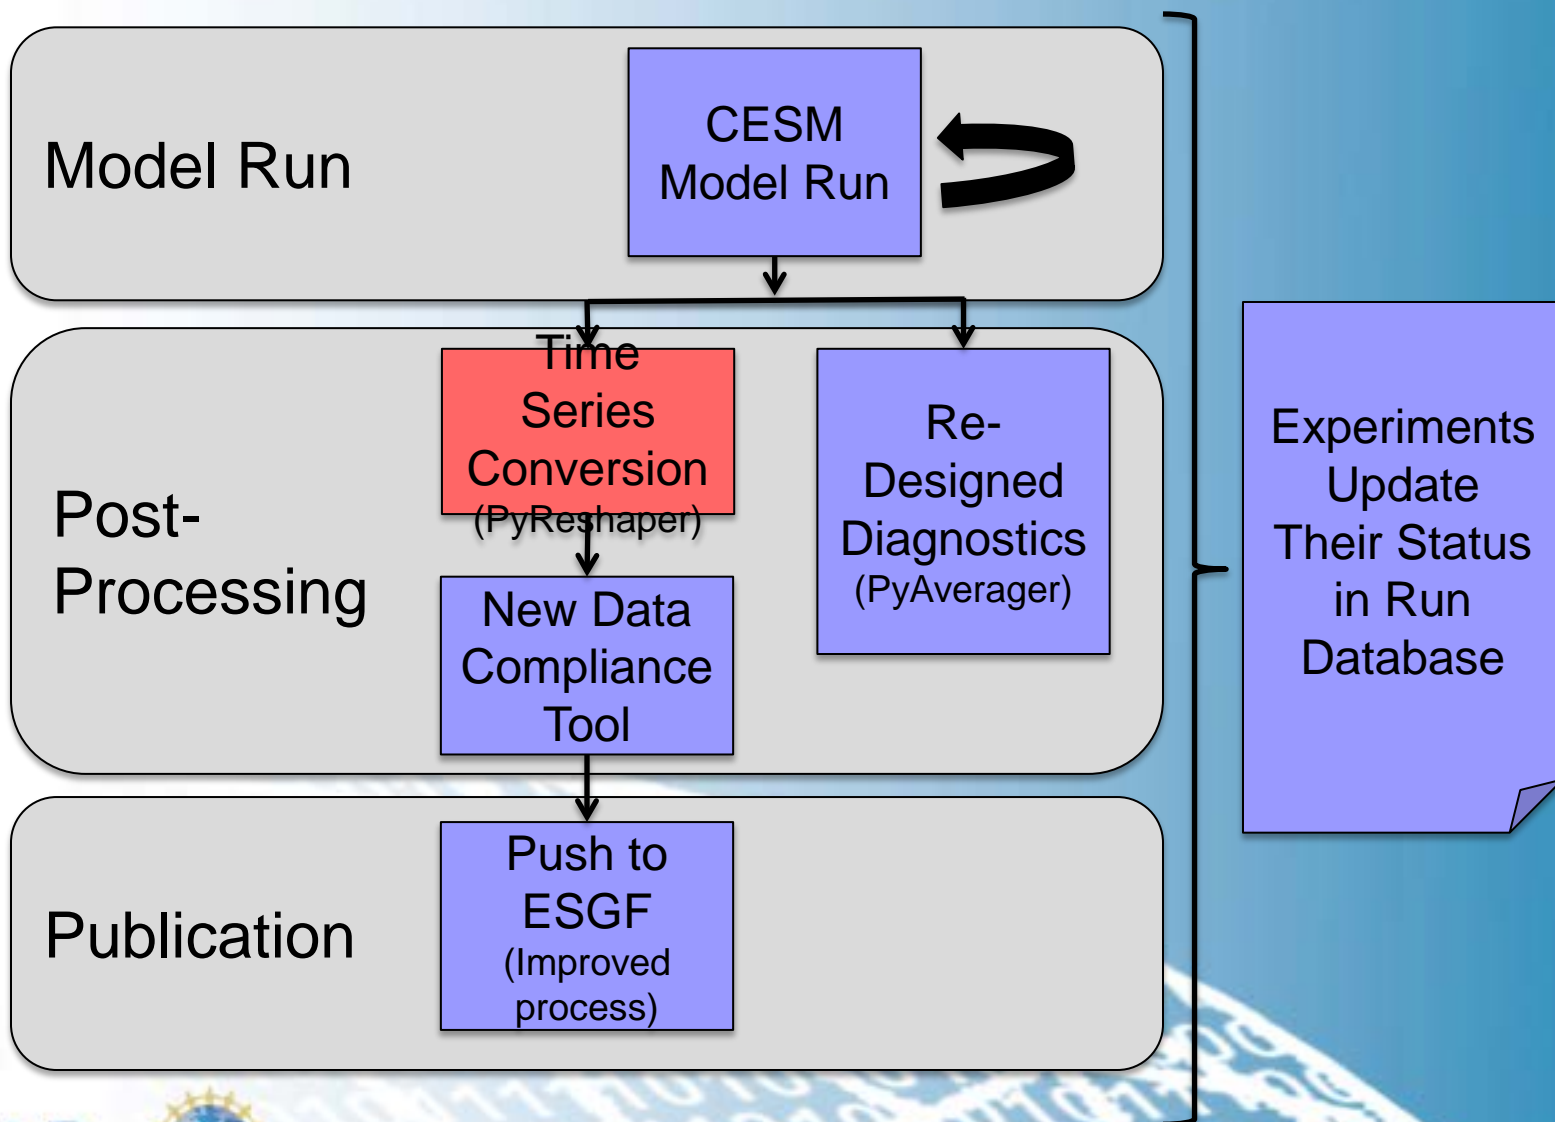 Model Run
CESM
Model Run
Post-
Processing
Time
Series
Conversion
(PyReshaper)
Re-
Designed
Diagnostics
(PyAverager)
New Data
Compliance
Tool
Publication
Push to
ESGF
(Improved
process)
Experiments
Update
Their Status
in Run
Database